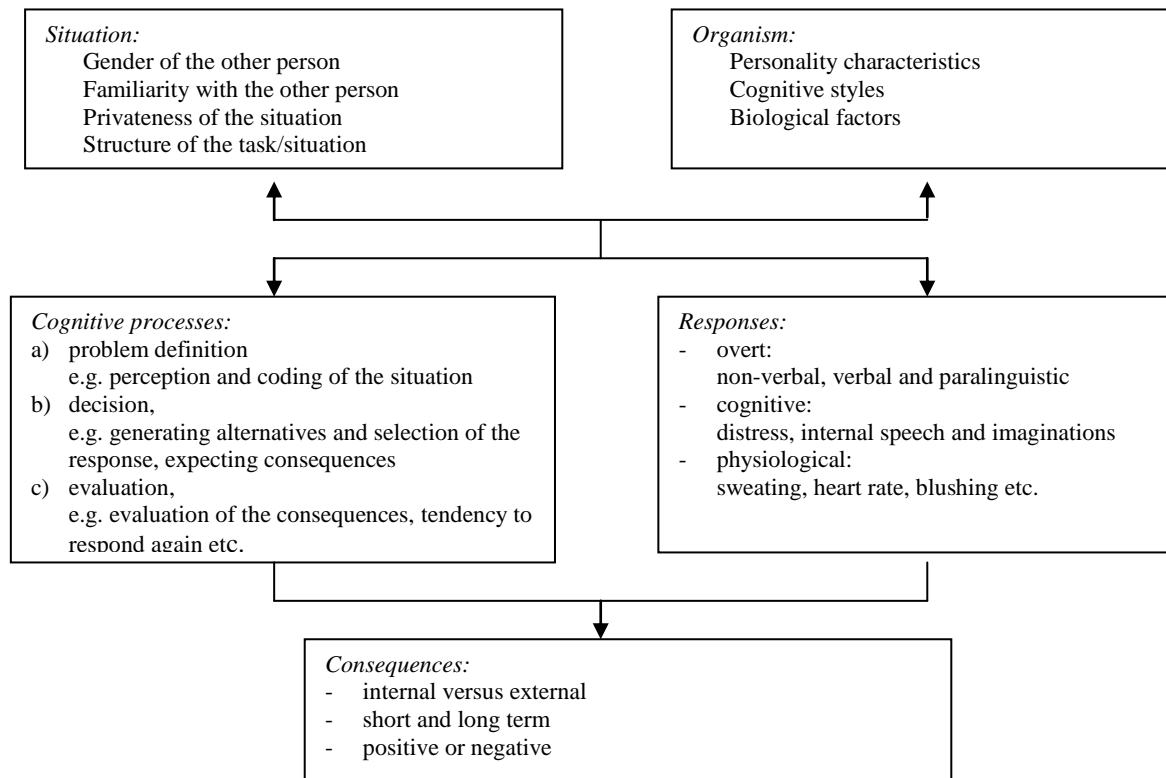 Situation:
Gender of the other person
Familiarity with the other person
Privateness of the situation
Structure of the task/situation
Organism:
Personality characteristics
Cognitive styles
Biological factors
Cognitive processes:
a) problem definition
e.g. perception and coding of the situation
b) decision,
e.g. generating alternatives and selection of the
response, expecting consequences
c) evaluation,
e.g. evaluation of the consequences, tendency to
respond again etc.
Responses:
- overt:
non-verbal, verbal and paralinguistic
- cognitive:
distress, internal speech and imaginations
- physiological:
sweating, heart rate, blushing etc.
Consequences:
- internal versus external
- short and long term
- positive or negative